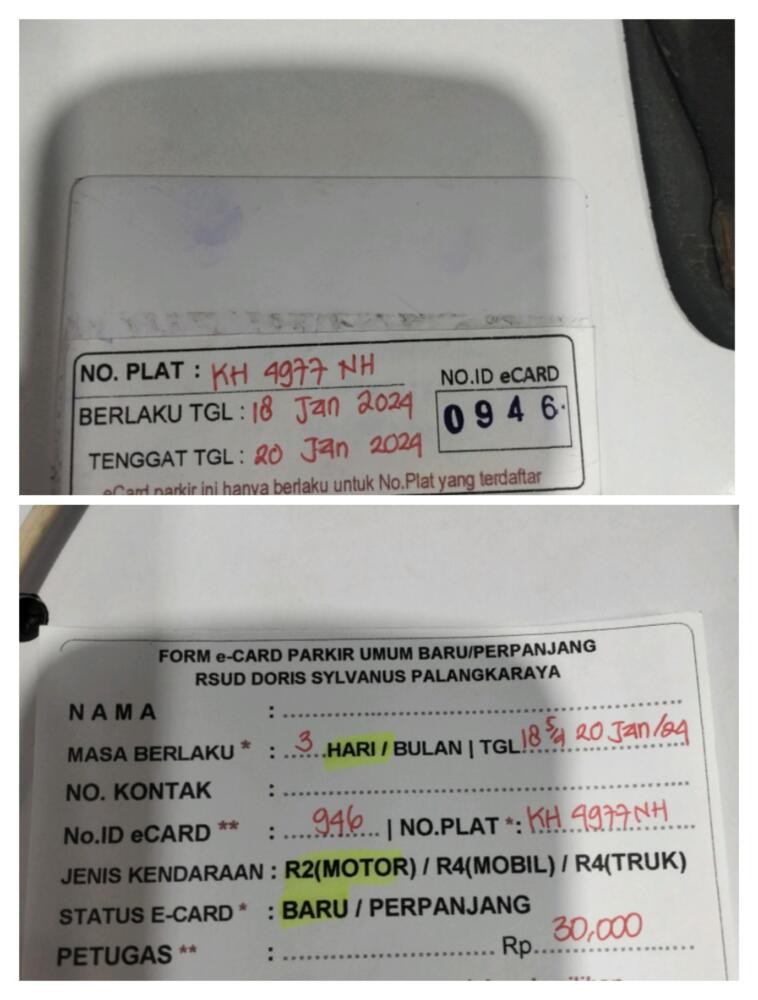 NO. PLAT : KH 4977 NH
NO.ID eCARD
BERLAKU TGL : 18 Jan 2024
0946
TENGGAT TGL : 20 Jan 2024
eCard parkir ini hanya berlaku untuk No.Plat yang terdaftar
FORM e-CARD PARKIR UMUM BARU/PERPANJANG
RSUD DORIS SYLVANUS PALANGKARAYA
NAMA :
MASA BERLAKU * : 3 HARI / BULAN | TGL 18 s/d 20 Jan/24
NO. KONTAK :
No.ID eCARD ** : 946 | NO.PLAT *: KH 4977 NH
JENIS KENDARAAN : R2(MOTOR) / R4(MOBIL) / R4(TRUK)
STATUS E-CARD * : BARU / PERPANJANG
PETUGAS ** : Rp. 30,000